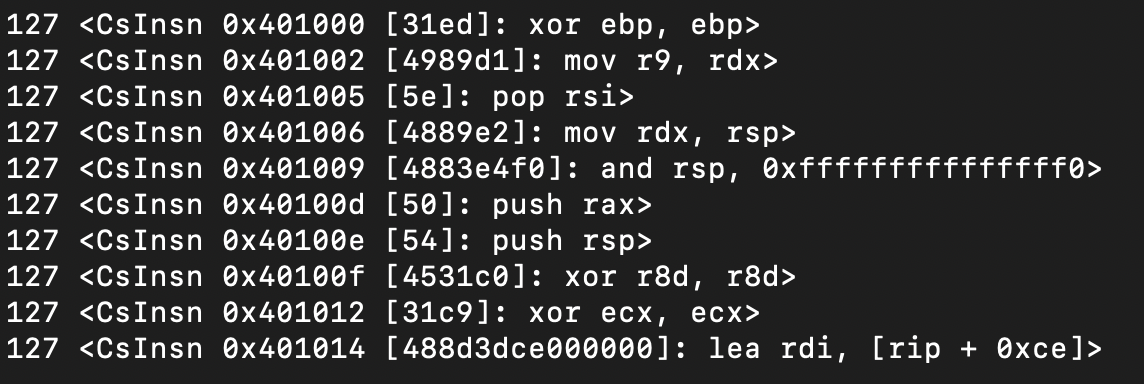 127 <CsInsn 0x401000 [31ed]: xor ebp, ebp>
127 <CsInsn 0x401002 [4989d1]: mov r9, rdx>
127 <CsInsn 0x401005 [5e]: pop rsi>
127 <CsInsn 0x401006 [4889e2]: mov rdx, rsp>
127 <CsInsn 0x401009 [4883e4f0]: and rsp, 0xfffffffffffffff0>
127 <CsInsn 0x40100d [50]: push rax>
127 <CsInsn 0x40100e [54]: push rsp>
127 <CsInsn 0x40100f [4531c0]: xor r8d, r8d>
127 <CsInsn 0x401012 [31c9]: xor ecx, ecx>
127 <CsInsn 0x401014 [488d3dce000000]: lea rdi, [rip + 0xce]>